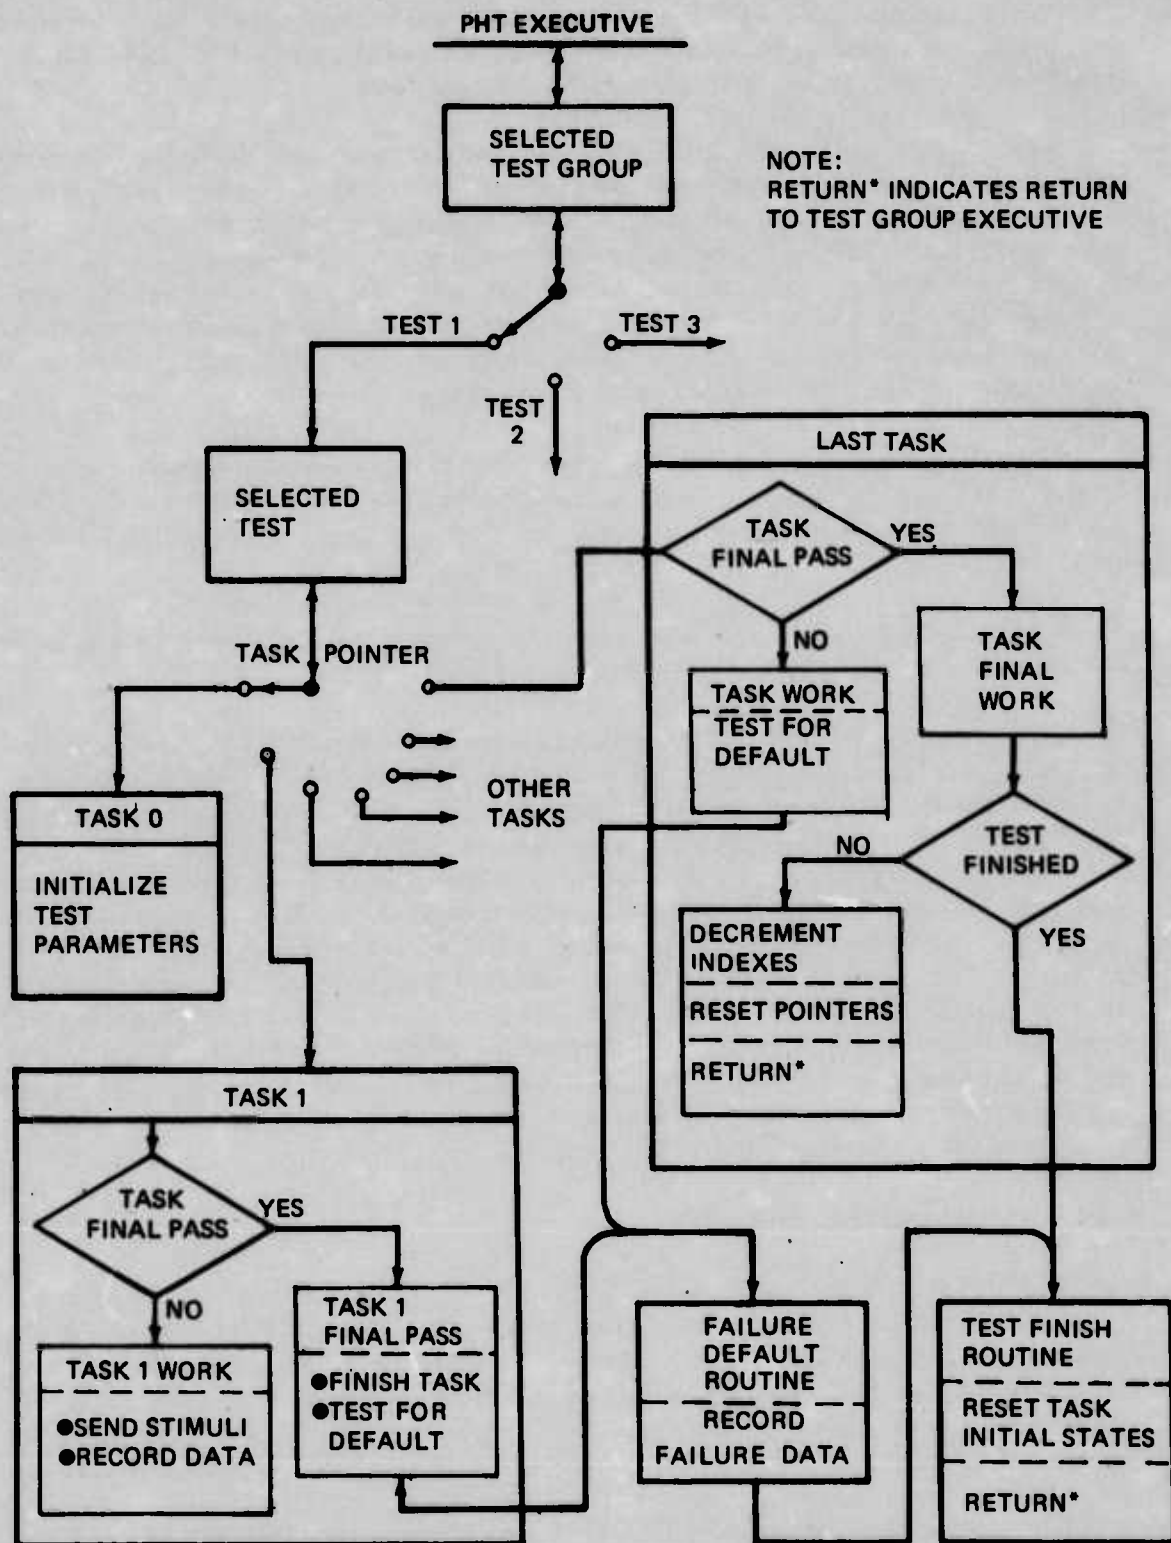 PHT EXECUTIVE
SELECTED
TEST GROUP
NOTE:
RETURN* INDICATES RETURN
TO TEST GROUP EXECUTIVE
TEST 1
TEST 3
TEST
2
SELECTED
TEST
TASK POINTER
OTHER
TASKS
TASK 0
INITIALIZE
TEST
PARAMETERS
LAST TASK
TASK
FINAL PASS
YES
NO
TASK WORK
TEST FOR
DEFAULT
TASK
FINAL
WORK
TEST
FINISHED
NO
YES
DECREMENT
INDEXES
RESET POINTERS
RETURN*
TASK 1
TASK
FINAL PASS
YES
NO
TASK 1 WORK
●SEND STIMULI
●RECORD DATA
TASK 1
FINAL PASS
●FINISH TASK
●TEST FOR
DEFAULT
FAILURE
DEFAULT
ROUTINE
RECORD
FAILURE DATA
TEST FINISH
ROUTINE
RESET TASK
INITIAL STATES
RETURN*